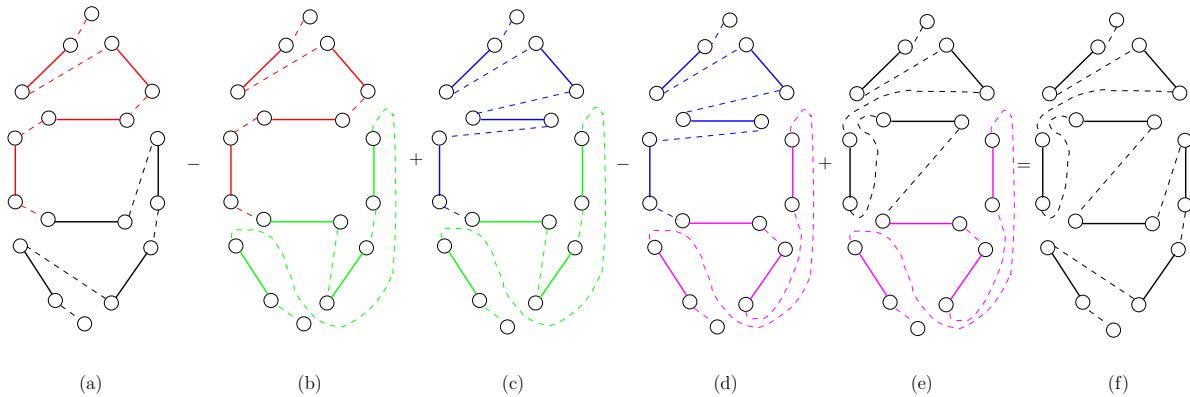 − + − + =
(a) (b) (c) (d) (e) (f)